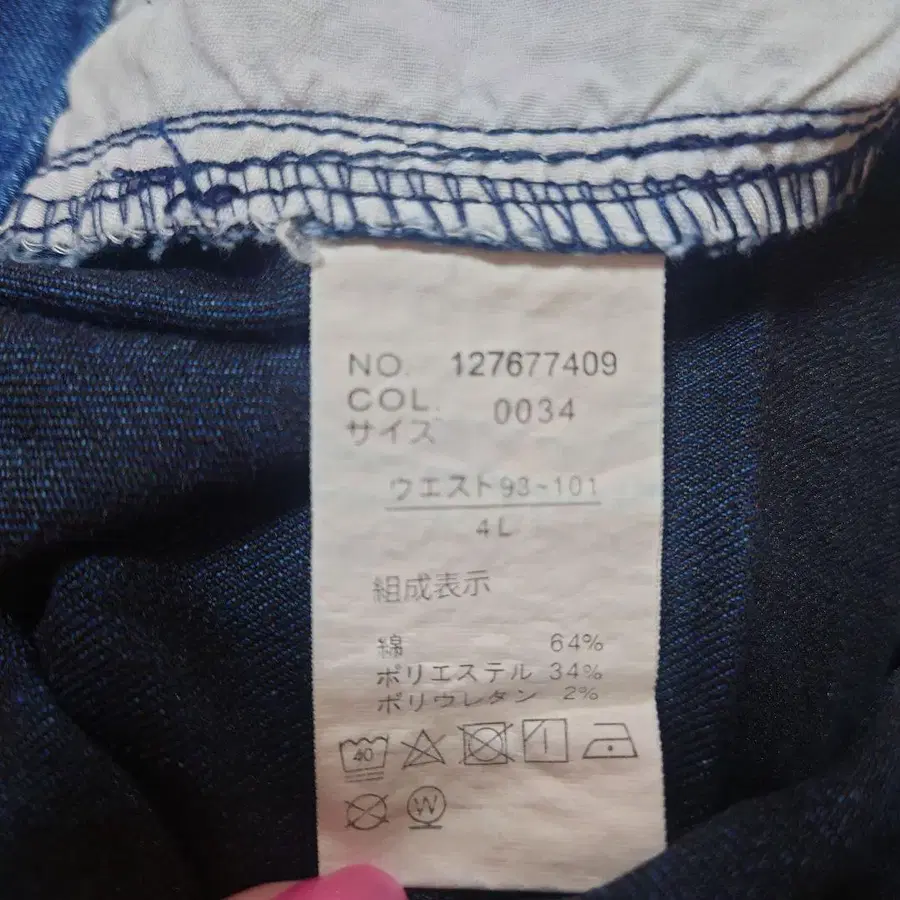 NO. 127677409
COL. 0034
サイズ
ウエスト93~101
4L
組成表示
綿 64%
ポリエステル 34%
ポリウレタン 2%
40
W